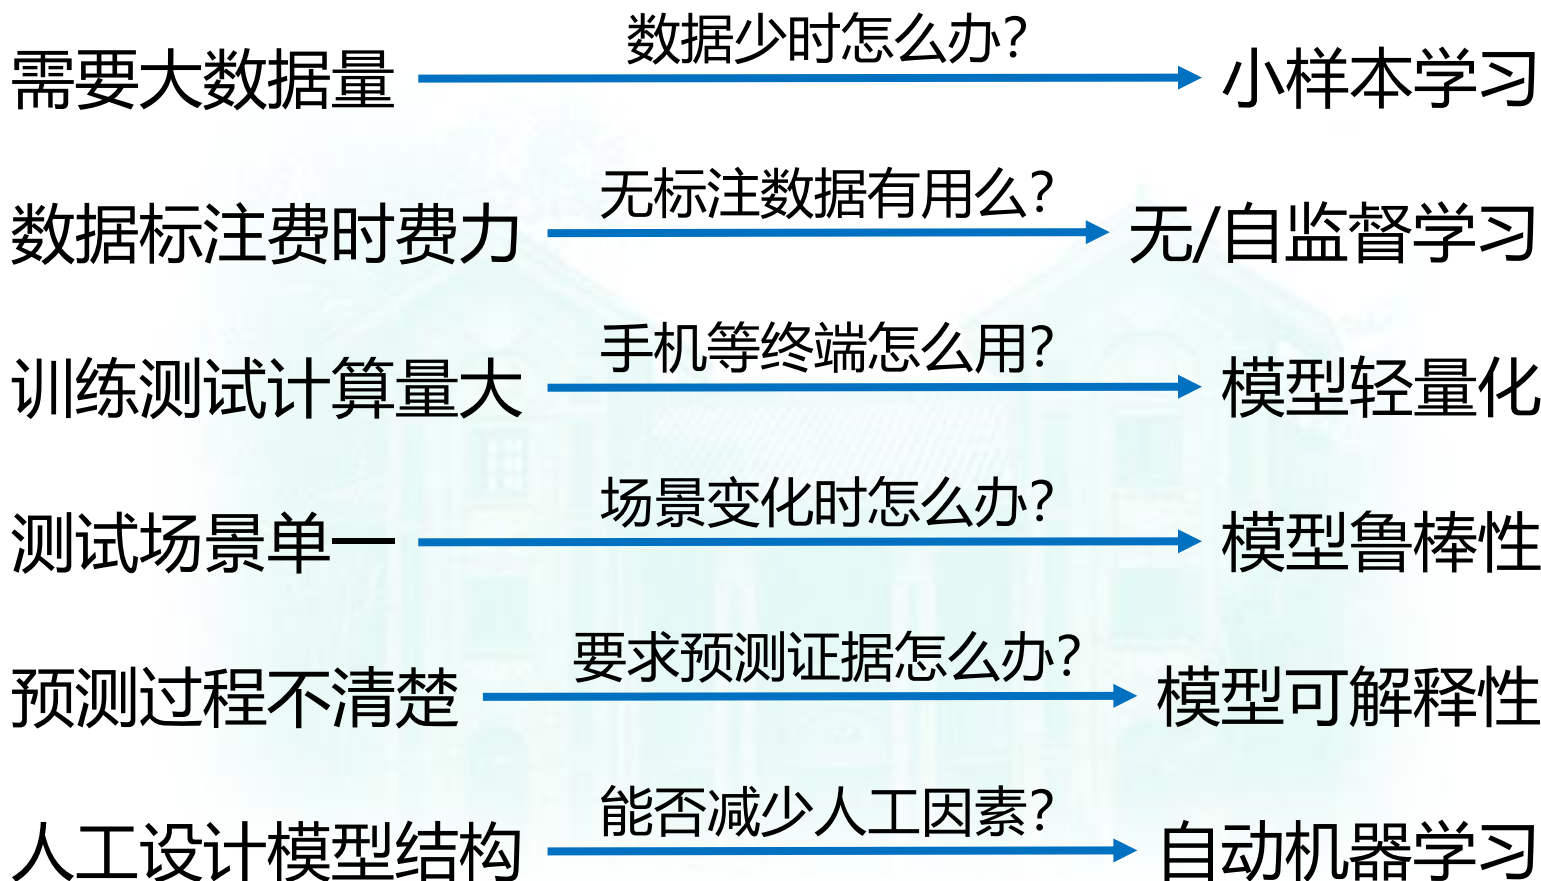 需要大数据量 数据少时怎么办? 小样本学习
数据标注费时费力 无标注数据有用么? 无/自监督学习
训练测试计算量大 手机等终端怎么用? 模型轻量化
测试场景单一 场景变化时怎么办? 模型鲁棒性
预测过程不清楚 要求预测证据怎么办? 模型可解释性
人工设计模型结构 能否减少人工因素? 自动机器学习